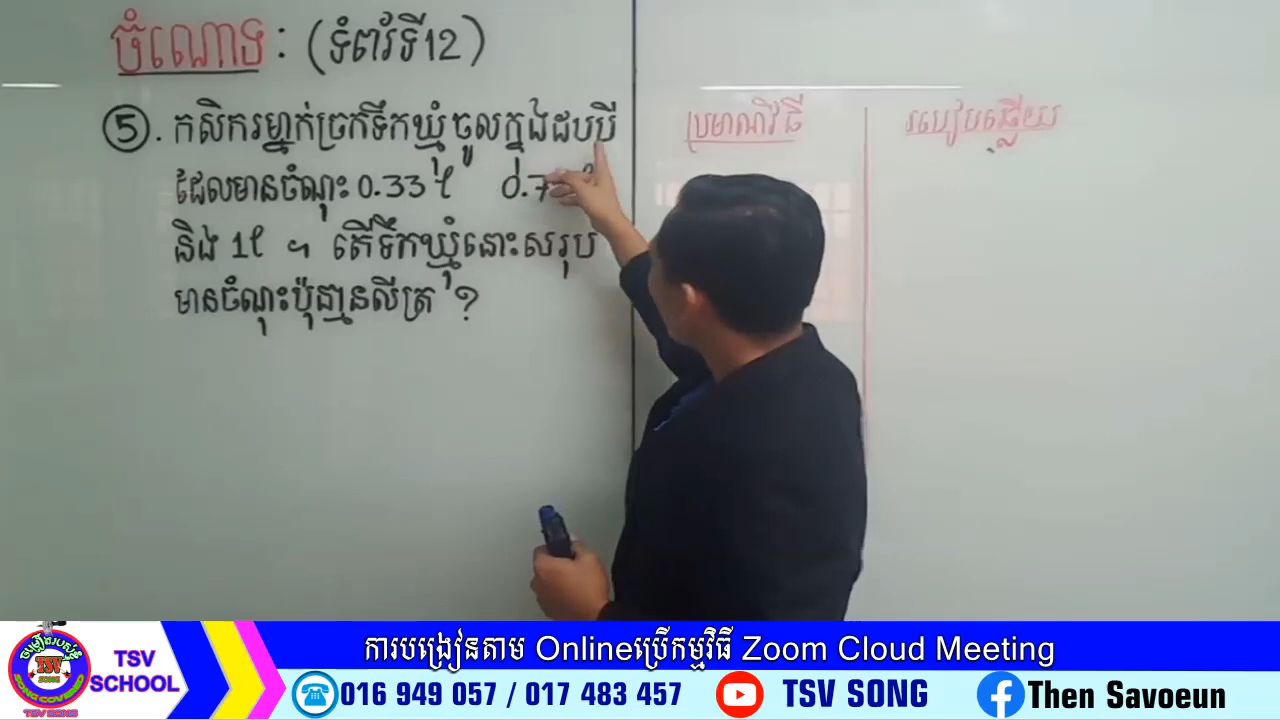 ចំណោទ : (ទំព័រទី12)
⑤. កសិករម្នាក់ច្រកទឹកឃ្មុំចូលក្នុងដបបី
ដែលមានចំណុះ 0.33 ℓ 0.7
និង 1ℓ ។ តើទឹកឃ្មុំនោះសរុប
មានចំណុះប៉ុន្មានលីត្រ ?
ប្រមាណវិធី
របៀបឆ្លើយ
TSV SONG
TSV SCHOOL
ការបង្រៀនតាម Onlineប្រើកម្មវិធី Zoom Cloud Meeting
016 949 057 / 017 483 457
TSV SONG
Then Savoeun